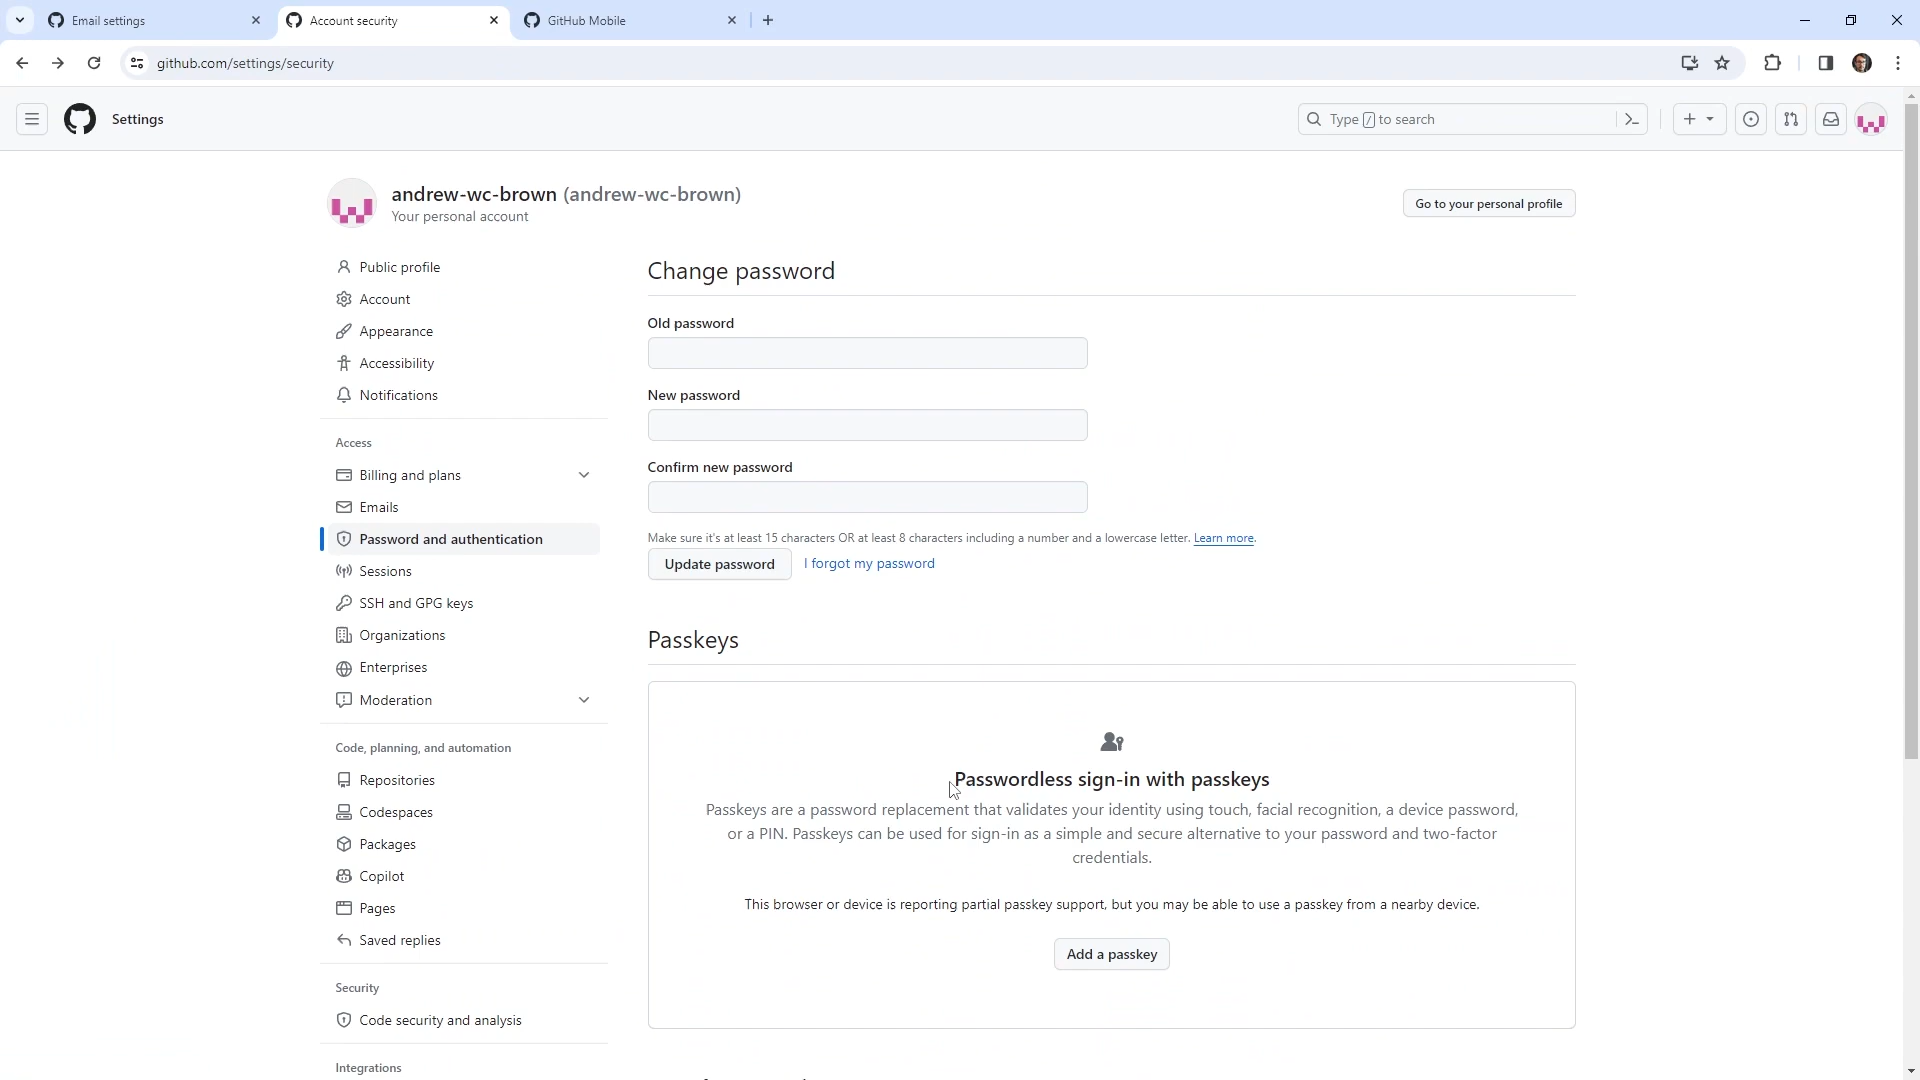 Email settings
Account security
GitHub Mobile
github.com/settings/security
Settings
Type / to search
andrew-wc-brown (andrew-wc-brown)
Your personal account
Go to your personal profile
Public profile
Account
Appearance
Accessibility
Notifications
Access
Billing and plans
Emails
Password and authentication
Sessions
SSH and GPG keys
Organizations
Enterprises
Moderation
Code, planning, and automation
Repositories
Codespaces
Packages
Copilot
Pages
Saved replies
Security
Code security and analysis
Integrations
Change password
Old password
New password
Confirm new password
Make sure it's at least 15 characters OR at least 8 characters including a number and a lowercase letter. Learn more.
Update password
I forgot my password
Passkeys
Passwordless sign-in with passkeys
Passkeys are a password replacement that validates your identity using touch, facial recognition, a device password,
or a PIN. Passkeys can be used for sign-in as a simple and secure alternative to your password and two-factor
credentials.
This browser or device is reporting partial passkey support, but you may be able to use a passkey from a nearby device.
Add a passkey